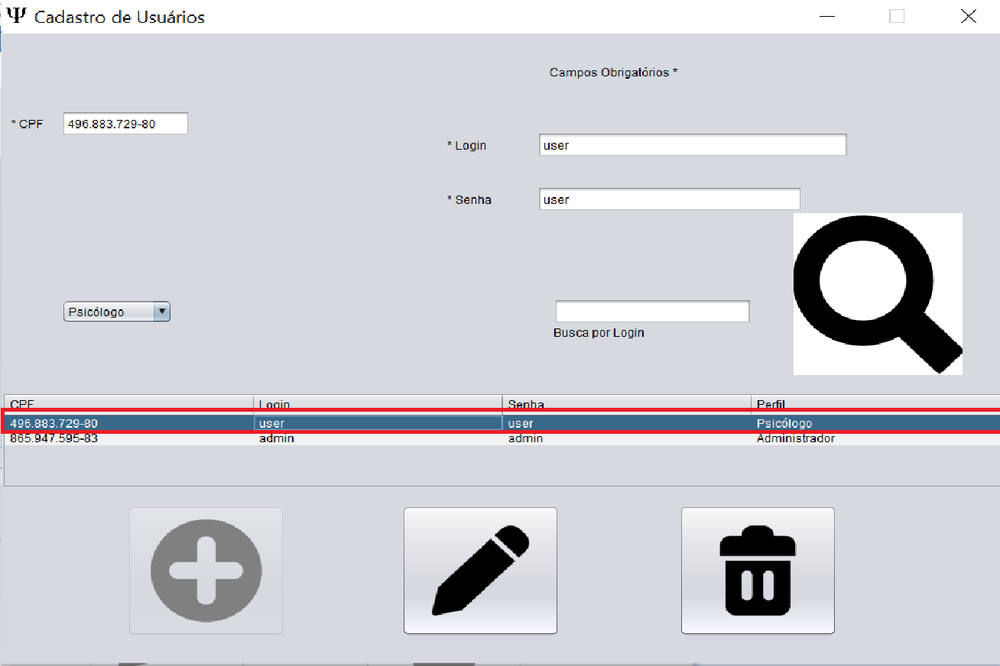 Ψ Cadastro de Usuários
Campos Obrigatórios *
* CPF 496.883.729-80
* Login user
* Senha user
Psicólogo
Busca por Login
CPF Login Senha Perfil
496.883.729-80 user user Psicólogo
865.947.595-83 admin admin Administrador